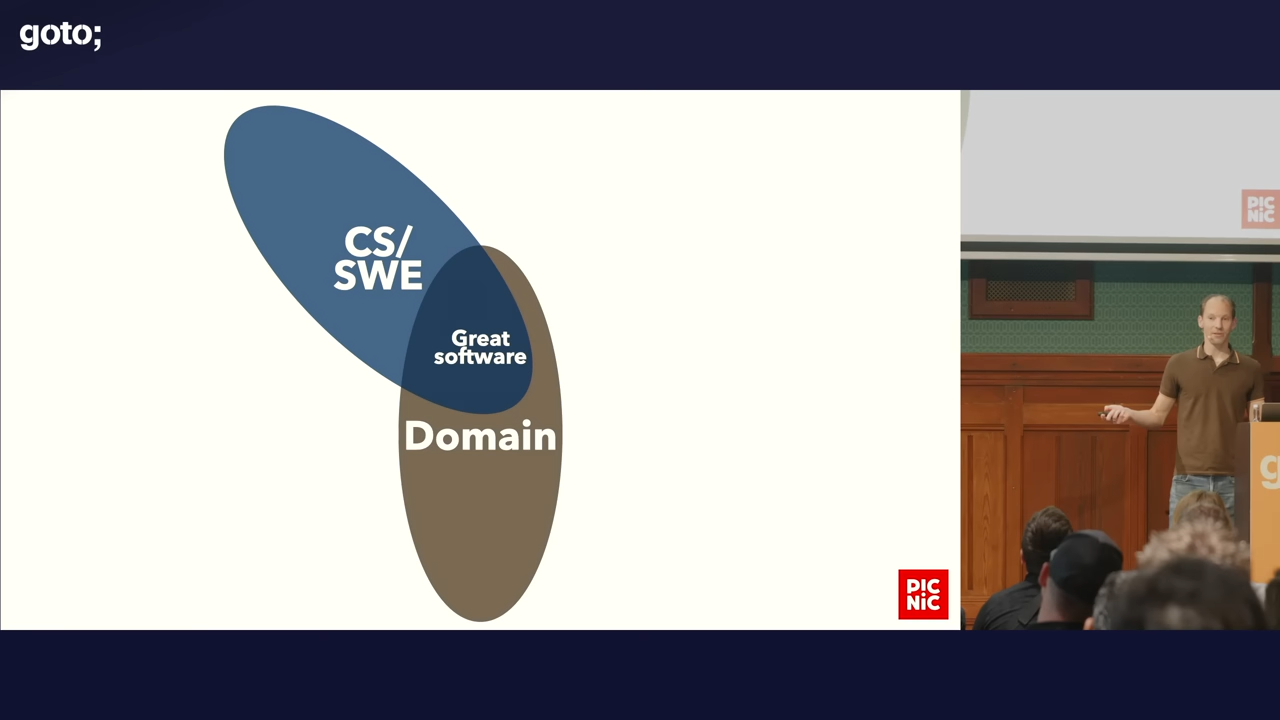 goto;
CS/
SWE
Great
software
Domain
PIC
NiC
PIC
NiC
g